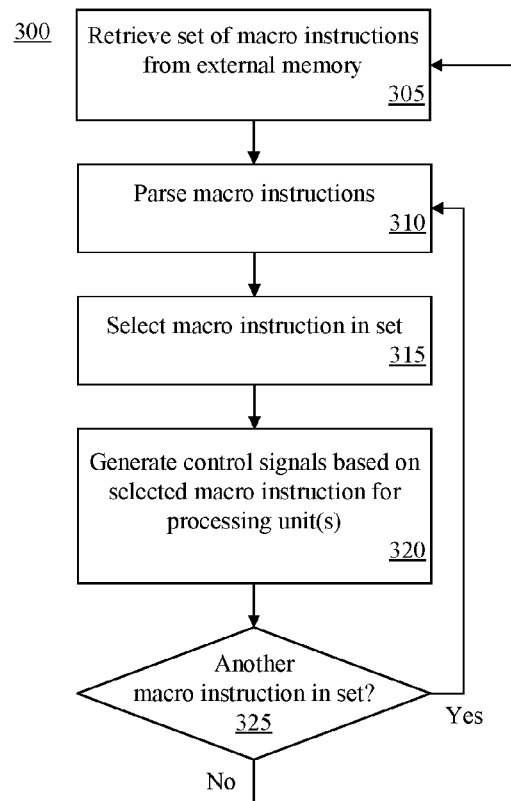 300
Retrieve set of macro instructions
from external memory
305
Parse macro instructions
310
Select macro instruction in set
315
Generate control signals based on
selected macro instruction for
processing unit(s)
320
Another
macro instruction in set?
325
Yes
No